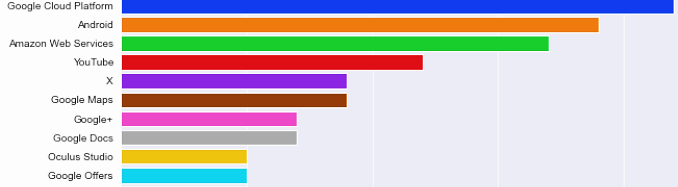 Google Cloud Platform
Android
Amazon Web Services
YouTube
X
Google Maps
Google+
Google Docs
Oculus Studio
Google Offers